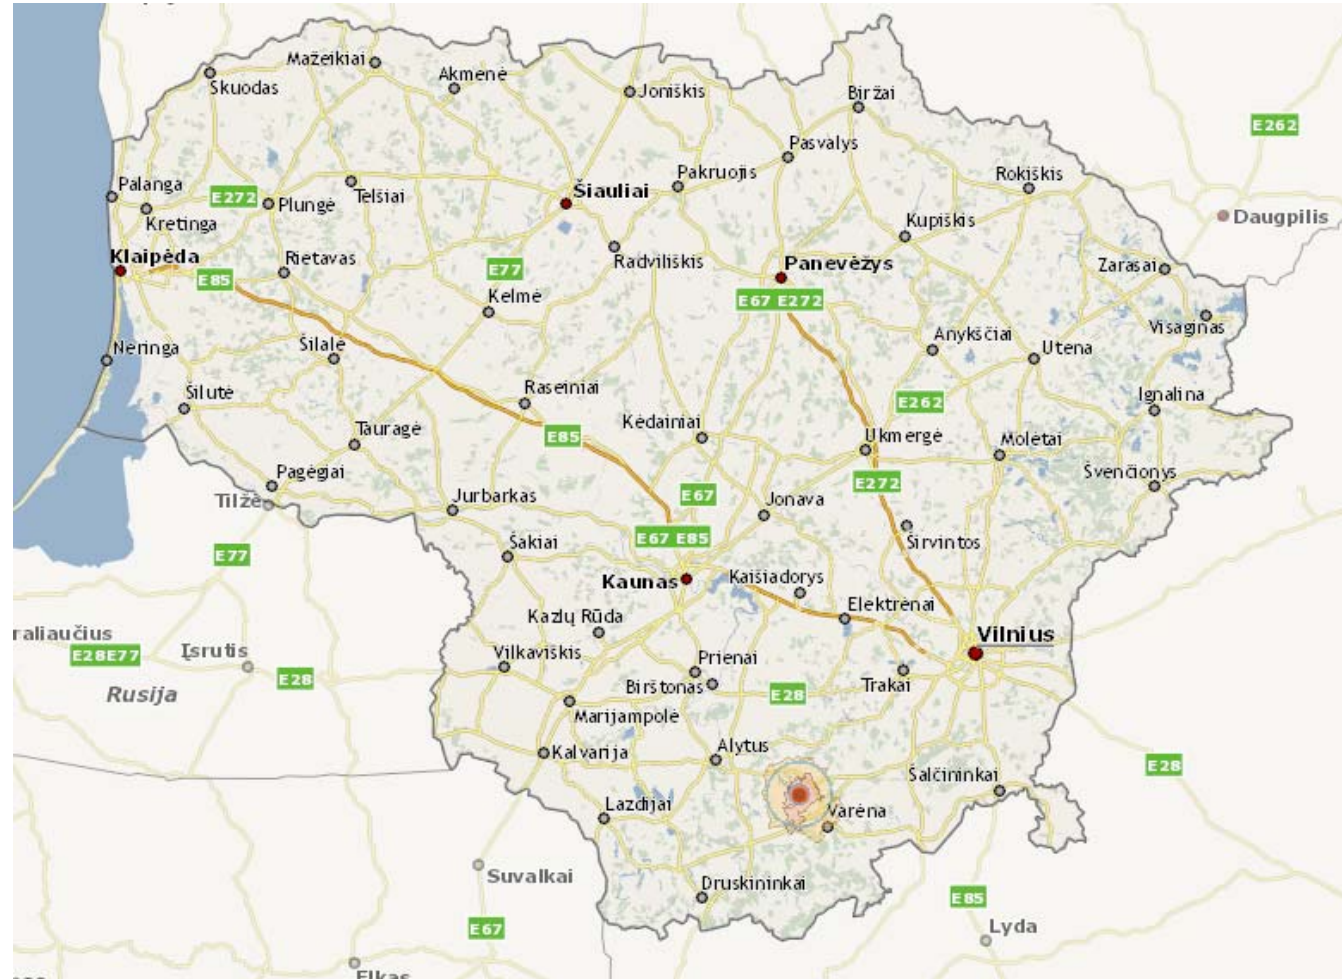 Mažeikiai
Skuodas
Akmenė
Joniškis
Biržai
E262
Pasvalys
Palanga
E272
Telšiai
Šiauliai
Pakruojis
Rokiškis
Plungė
Kretinga
Kupiškis
Daugpilis
Klaipėda
Rietavas
Radviliškis
Panevėžys
Zarasai
E85
E77
Kelmė
E67 E272
Visaginas
Neringa
Šilalė
Anykščiai
Utena
Šilutė
Raseiniai
E262
Ignalina
Tauragė
E85
Kėdainiai
Ukmergė
Molėtai
Pagėgiai
Švenčionys
Tilžė
Jurbarkas
E67
Jonava
E272
E77
Šakiai
E67 E85
Širvintos
Kaunas
Kaišiadorys
Kazlų Rūda
Elektrėnai
raliaučius
E28E77
Įsrutis
Vilkaviškis
Prienai
Vilnius
Rusija
E28
Birštonas
E28
Trakai
Marijampolė
Kalvarija
Alytus
Šalčininkai
E28
Lazdijai
Varėna
Suvalkai
Druskininkai
E85
E67
Lyda
Elkas